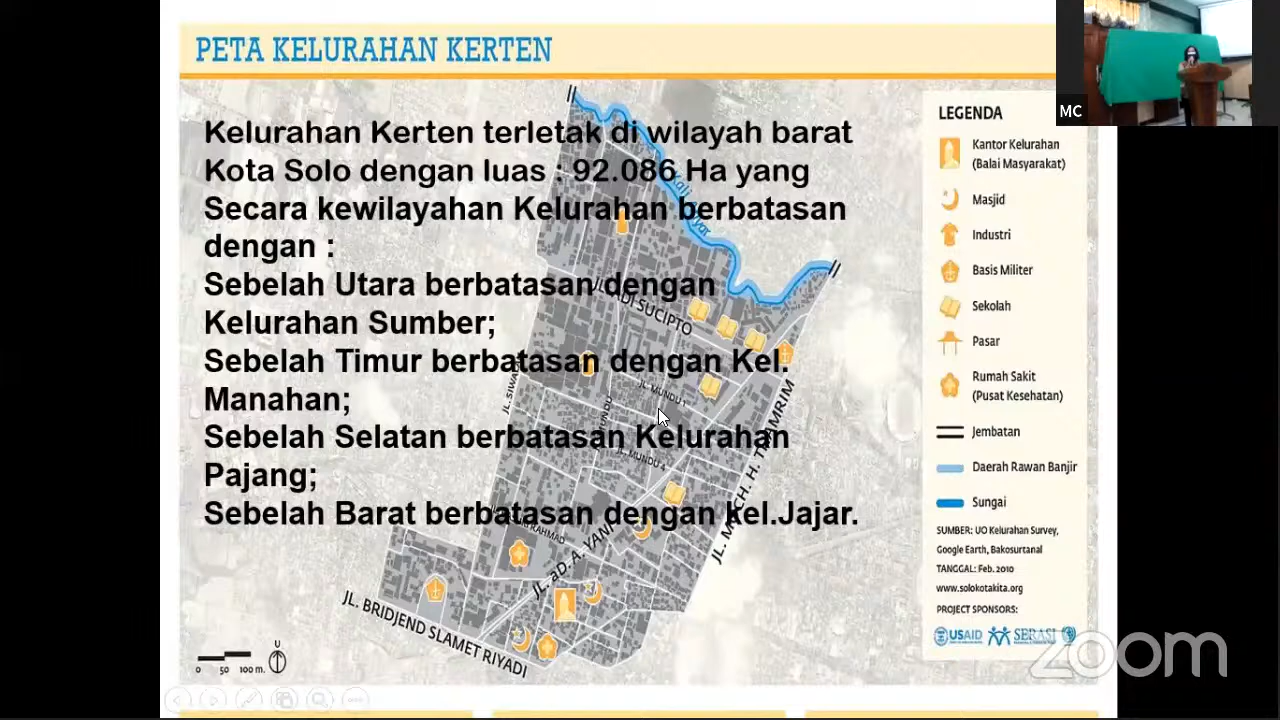 PETA KELURAHAN KERTEN
Kelurahan Kerten terletak di wilayah barat
Kota Solo dengan luas : 92.086 Ha yang
Secara kewilayahan Kelurahan berbatasan
dengan :
Sebelah Utara berbatasan dengan
Kelurahan Sumber;
Sebelah Timur berbatasan dengan Kel.
Manahan;
Sebelah Selatan berbatasan Kelurahan
Pajang;
Sebelah Barat berbatasan dengan kel.Jajar.
JL. MUNDU 1
JL. MUNDU 4
JL. BRIDJEND SLAMET RIYADI
U
0 50 100 m.
MC
LEGENDA
Kantor Kelurahan
(Balai Masyarakat)
Masjid
Industri
Basis Militer
Sekolah
Pasar
Rumah Sakit
(Pusat Kesehatan)
Jembatan
Daerah Rawan Banjir
Sungai
SUMBER: UO Kelurahan Survey,
Google Earth, Bakosurtanal
TANGGAL: Feb. 2010
www.solokotakita.org
PROJECT SPONSORS:
USAID SERASI
zoom